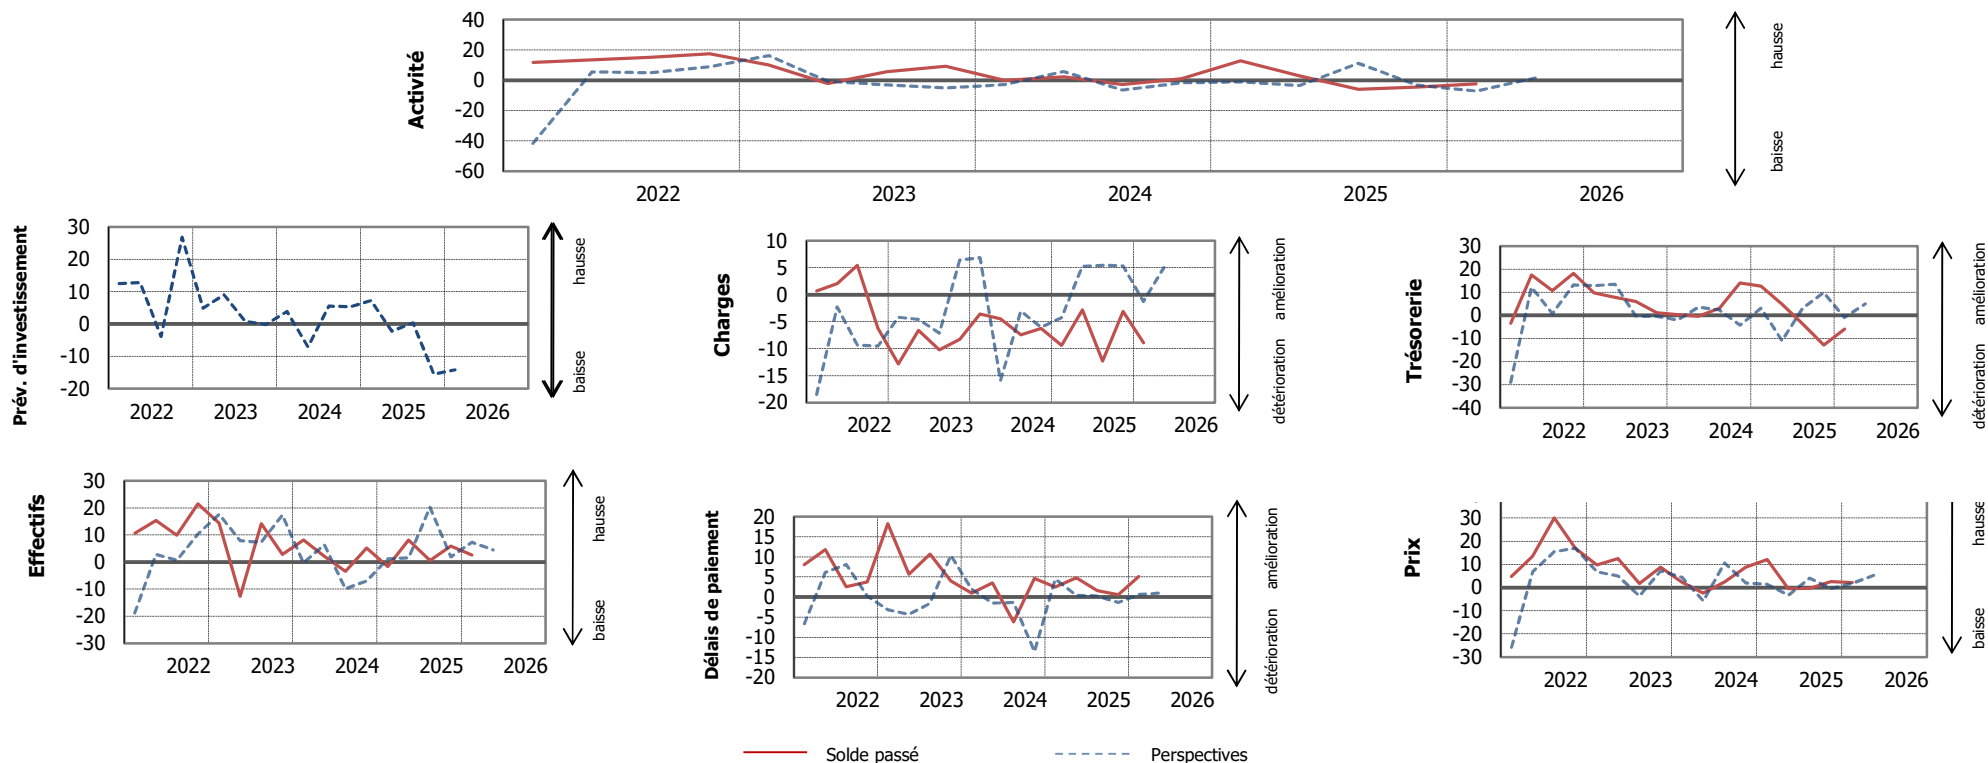 Activité
40
20
0
-20
-40
-60
2022 2023 2024 2025 2026
hausse
baisse
Prév. d'investissement
30
20
10
0
-10
-20
2022 2023 2024 2025 2026
hausse
baisse
Charges
10
5
0
-5
-10
-15
-20
2022 2023 2024 2025 2026
amélioration
détérioration
Trésorerie
30
20
10
0
-10
-20
-30
-40
2022 2023 2024 2025 2026
amélioration
détérioration
Effectifs
30
20
10
0
-10
-20
-30
2022 2023 2024 2025 2026
hausse
baisse
Délais de paiement
20
15
10
5
0
-5
-10
-15
-20
2022 2023 2024 2025 2026
amélioration
détérioration
Prix
30
20
10
0
-10
-20
-30
2022 2023 2024 2025 2026
hausse
baisse
Solde passé Perspectives